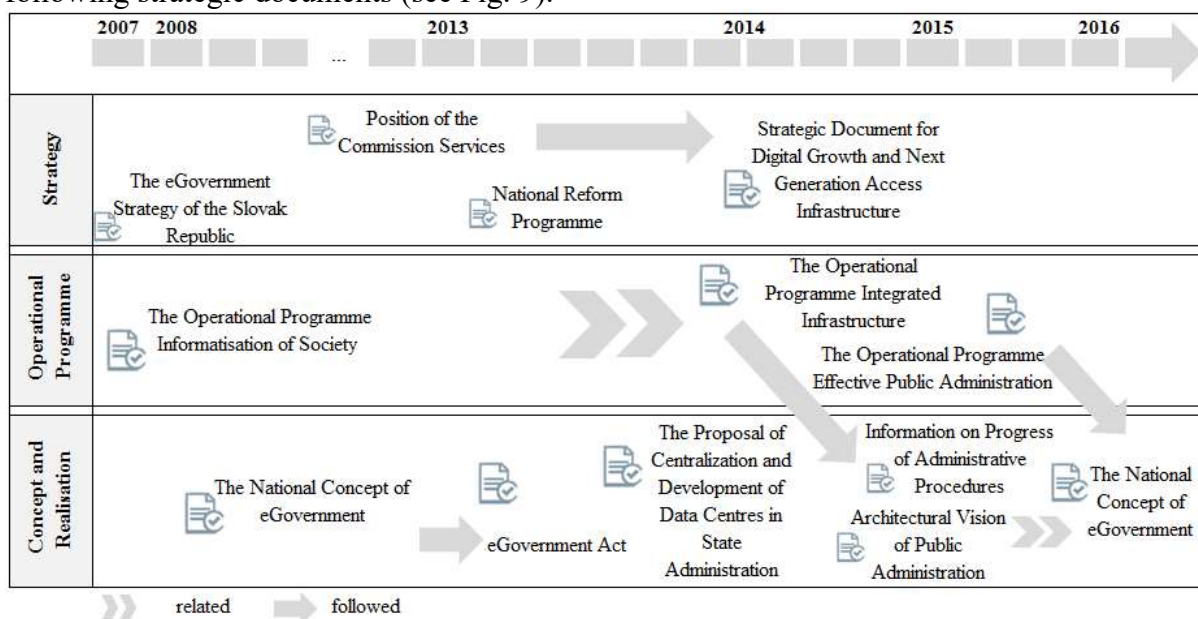 following strategic documents (see Fig. 9).
2007 2008 ... 2013 2014 2015 2016
Strategy
The eGovernment
Strategy of the Slovak
Republic
Position of the
Commission Services
National Reform
Programme
Strategic Document for
Digital Growth and Next
Generation Access
Infrastructure
Operational
Programme
The Operational Programme
Informatisation of Society
The Operational
Programme Integrated
Infrastructure
The Operational Programme
Effective Public Administration
Concept and
Realisation
The National Concept of
eGovernment
eGovernment Act
The Proposal of
Centralization and
Development of
Data Centres in
State
Administration
Information on Progress
of Administrative
Procedures
Architectural Vision
of Public
Administration
The National
Concept of
eGovernment
related followed